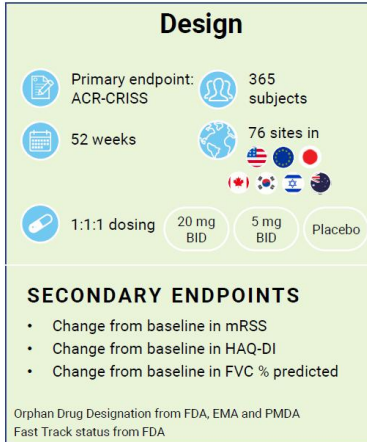 Design
Primary endpoint:
ACR-CRISS
365
subjects
52 weeks
76 sites in
1:1:1 dosing
20 mg
BID
5 mg
BID
Placebo
SECONDARY ENDPOINTS
• Change from baseline in mRSS
• Change from baseline in HAQ-DI
• Change from baseline in FVC % predicted
Orphan Drug Designation from FDA, EMA and PMDA
Fast Track status from FDA